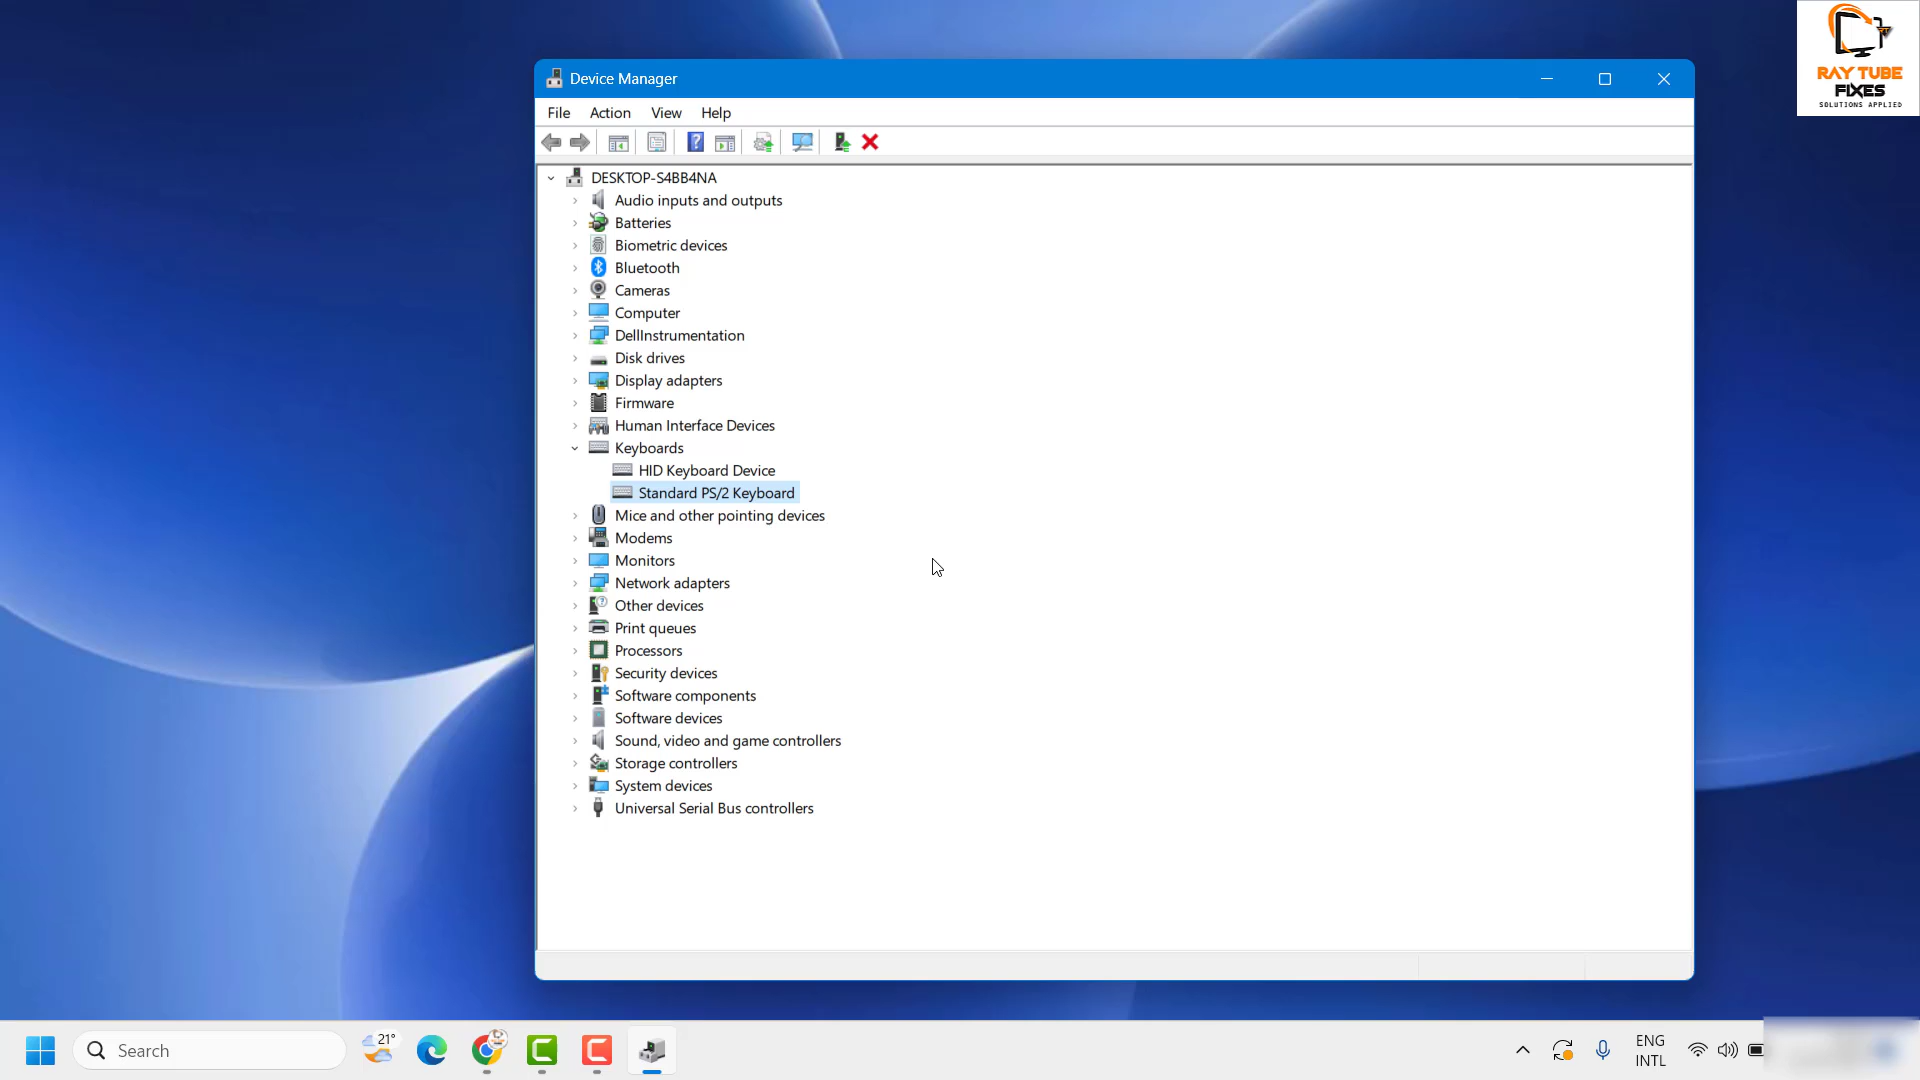 RAY TUBE
FIXES
SOLUTIONS APPLIED
Device Manager
File Action View Help
DESKTOP-S4BB4NA
Audio inputs and outputs
Batteries
Biometric devices
Bluetooth
Cameras
Computer
DellInstrumentation
Disk drives
Display adapters
Firmware
Human Interface Devices
Keyboards
HID Keyboard Device
Standard PS/2 Keyboard
Mice and other pointing devices
Modems
Monitors
Network adapters
Other devices
Print queues
Processors
Security devices
Software components
Software devices
Sound, video and game controllers
Storage controllers
System devices
Universal Serial Bus controllers
Search
21°
ENG
INTL